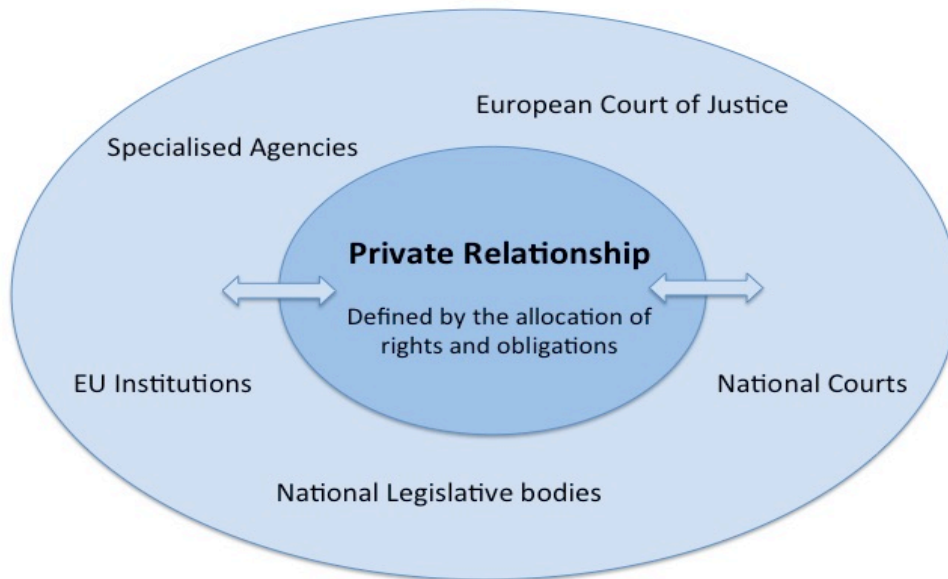 European Court of Justice
Specialised Agencies
Private Relationship
Defined by the allocation of
rights and obligations
EU Institutions
National Courts
National Legislative bodies